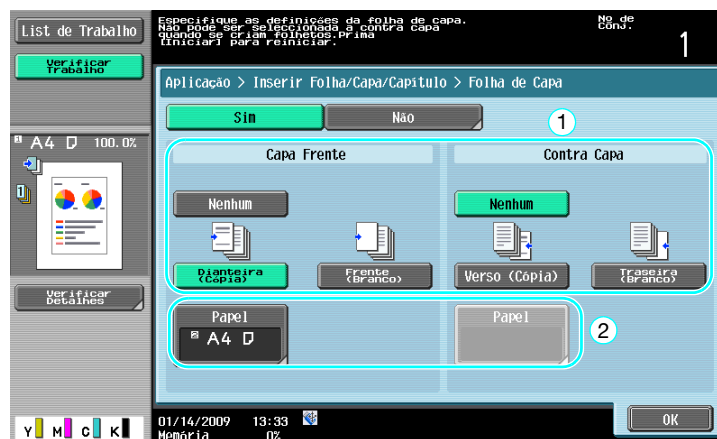 List de Trabalho
Especifique as definições da folha de capa.
Não pode ser seleccionada a contra capa
quando se criam folhetos.Prima
[Iniciar] para reiniciar.
Nº de
Conj.
1
Verificar
Trabalho
Aplicação > Inserir Folha/Capa/Capítulo > Folha de Capa
Sim
Não
1
A4 100.0%
Capa Frente
Contra Capa
Nenhum
Nenhum
1
Dianteira
(Cópia)
Frente
(Branco)
Verso (Cópia)
Traseira
(Branco)
Verificar
Detalhes
Papel
2 A4
Papel
2
OK
Y M C K
01/14/2009 13:33
Memória 0%